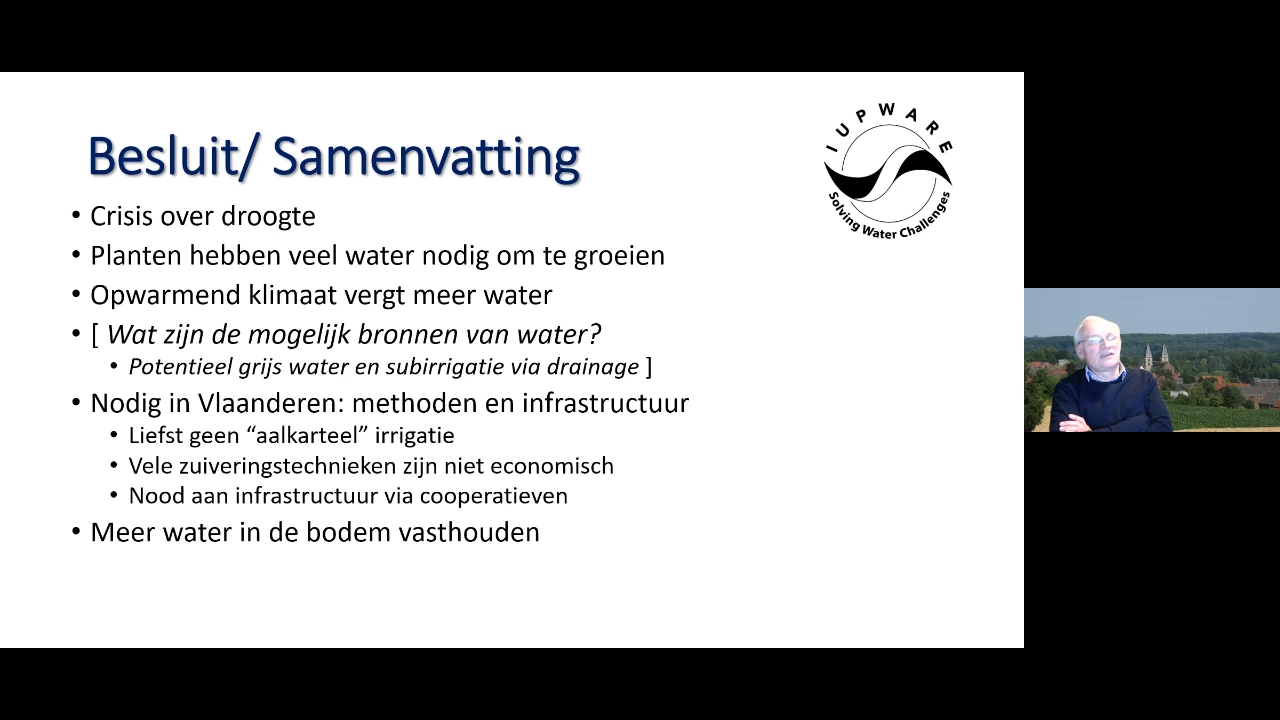 Besluit/ Samenvatting
IUPWARE
Solving Water Challenges
• Crisis over droogte
• Planten hebben veel water nodig om te groeien
• Opwarmend klimaat vergt meer water
• [ Wat zijn de mogelijk bronnen van water?
• Potentieel grijs water en subirrigatie via drainage ]
• Nodig in Vlaanderen: methoden en infrastructuur
• Liefst geen “aalkarteel” irrigatie
• Vele zuiveringstechnieken zijn niet economisch
• Nood aan infrastructuur via cooperatieven
• Meer water in de bodem vasthouden